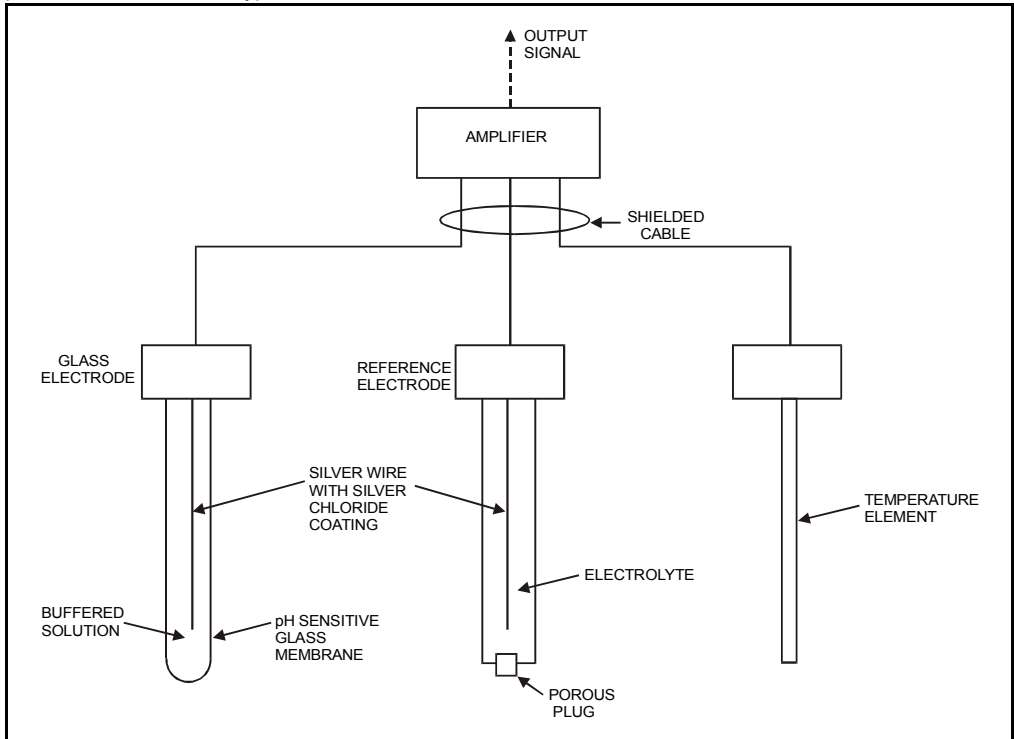 OUTPUT
SIGNAL
AMPLIFIER
SHIELDED
CABLE
GLASS
ELECTRODE
REFERENCE
ELECTRODE
SILVER WIRE
WITH SILVER
CHLORIDE
COATING
TEMPERATURE
ELEMENT
ELECTROLYTE
BUFFERED
SOLUTION
pH SENSITIVE
GLASS
MEMBRANE
POROUS
PLUG